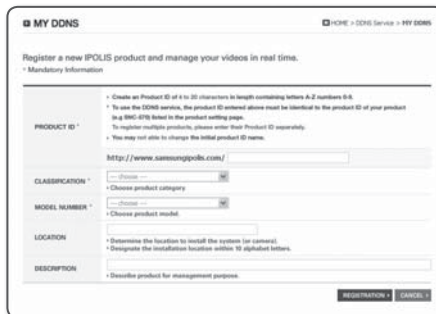 MY DDNS
HOME > DDNS Service > MY DDNS
Register a new IPOLIS product and manage your videos in real time.
* Mandatory Information
PRODUCT ID *
• Create an Product ID of 4 to 20 characters in length containing letters A-Z numbers 0-9.
* To use the DDNS service, the product ID entered above must be identical to the product ID of your product
(e.g SNC-570) listed in the product setting page.
To register multiple products, please enter their Product ID separately.
• You may not able to change the initial product ID name.
http://www.samsungipolis.com/
CLASSIFICATION *
--- choose ---
• Choose product category
MODEL NUMBER *
--- choose ---
• Choose product model.
LOCATION
• Determine the location to install the system (or camera).
• Designate the installation location within 10 alphabet letters.
DESCRIPTION
• Describe product for management purpose.
REGISTRATION > CANCEL >